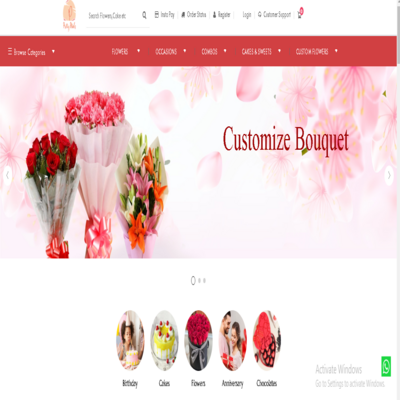 Search Flowers,Cake etc
Insta Pay
Order Status
Register
Login
Customer Support
0
Browse Categories
FLOWERS
OCCASIONS
COMBOS
CAKES & SWEETS
CUSTOM FLOWERS
Customize Bouquet
Birthday
Cakes
Flowers
Anniversary
Chocolates
Activate Windows
Go to Settings to activate Windows.